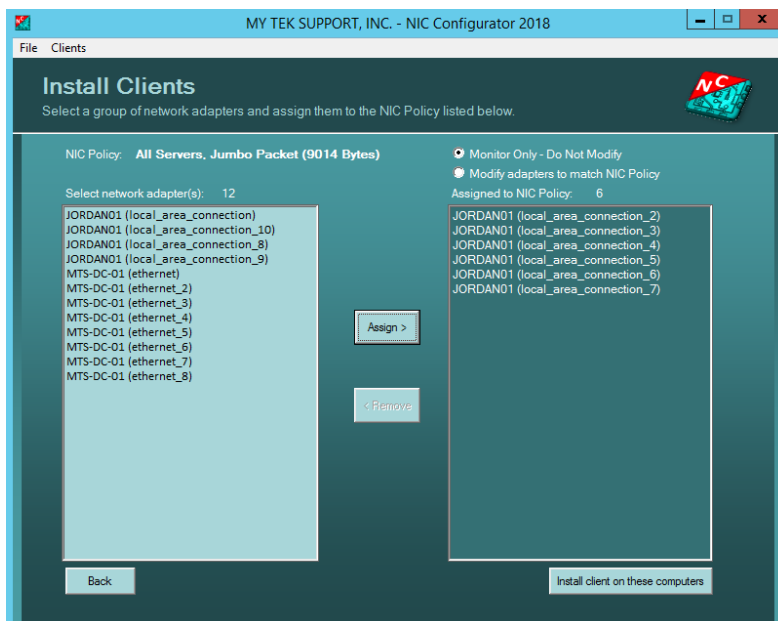 MY TEK SUPPORT, INC. - NIC Configurator 2018
File Clients
Install Clients
Select a group of network adapters and assign them to the NIC Policy listed below.
NC
NIC Policy: All Servers, Jumbo Packet (9014 Bytes)
Monitor Only - Do Not Modify
Modify adapters to match NIC Policy
Select network adapter(s): 12
Assigned to NIC Policy: 6
JORDAN01 (local_area_connection)
JORDAN01 (local_area_connection_10)
JORDAN01 (local_area_connection_8)
JORDAN01 (local_area_connection_9)
MTS-DC-01 (ethernet)
MTS-DC-01 (ethernet_2)
MTS-DC-01 (ethernet_3)
MTS-DC-01 (ethernet_4)
MTS-DC-01 (ethernet_5)
MTS-DC-01 (ethernet_6)
MTS-DC-01 (ethernet_7)
MTS-DC-01 (ethernet_8)
Assign >
< Remove
JORDAN01 (local_area_connection_2)
JORDAN01 (local_area_connection_3)
JORDAN01 (local_area_connection_4)
JORDAN01 (local_area_connection_5)
JORDAN01 (local_area_connection_6)
JORDAN01 (local_area_connection_7)
Back
Install client on these computers